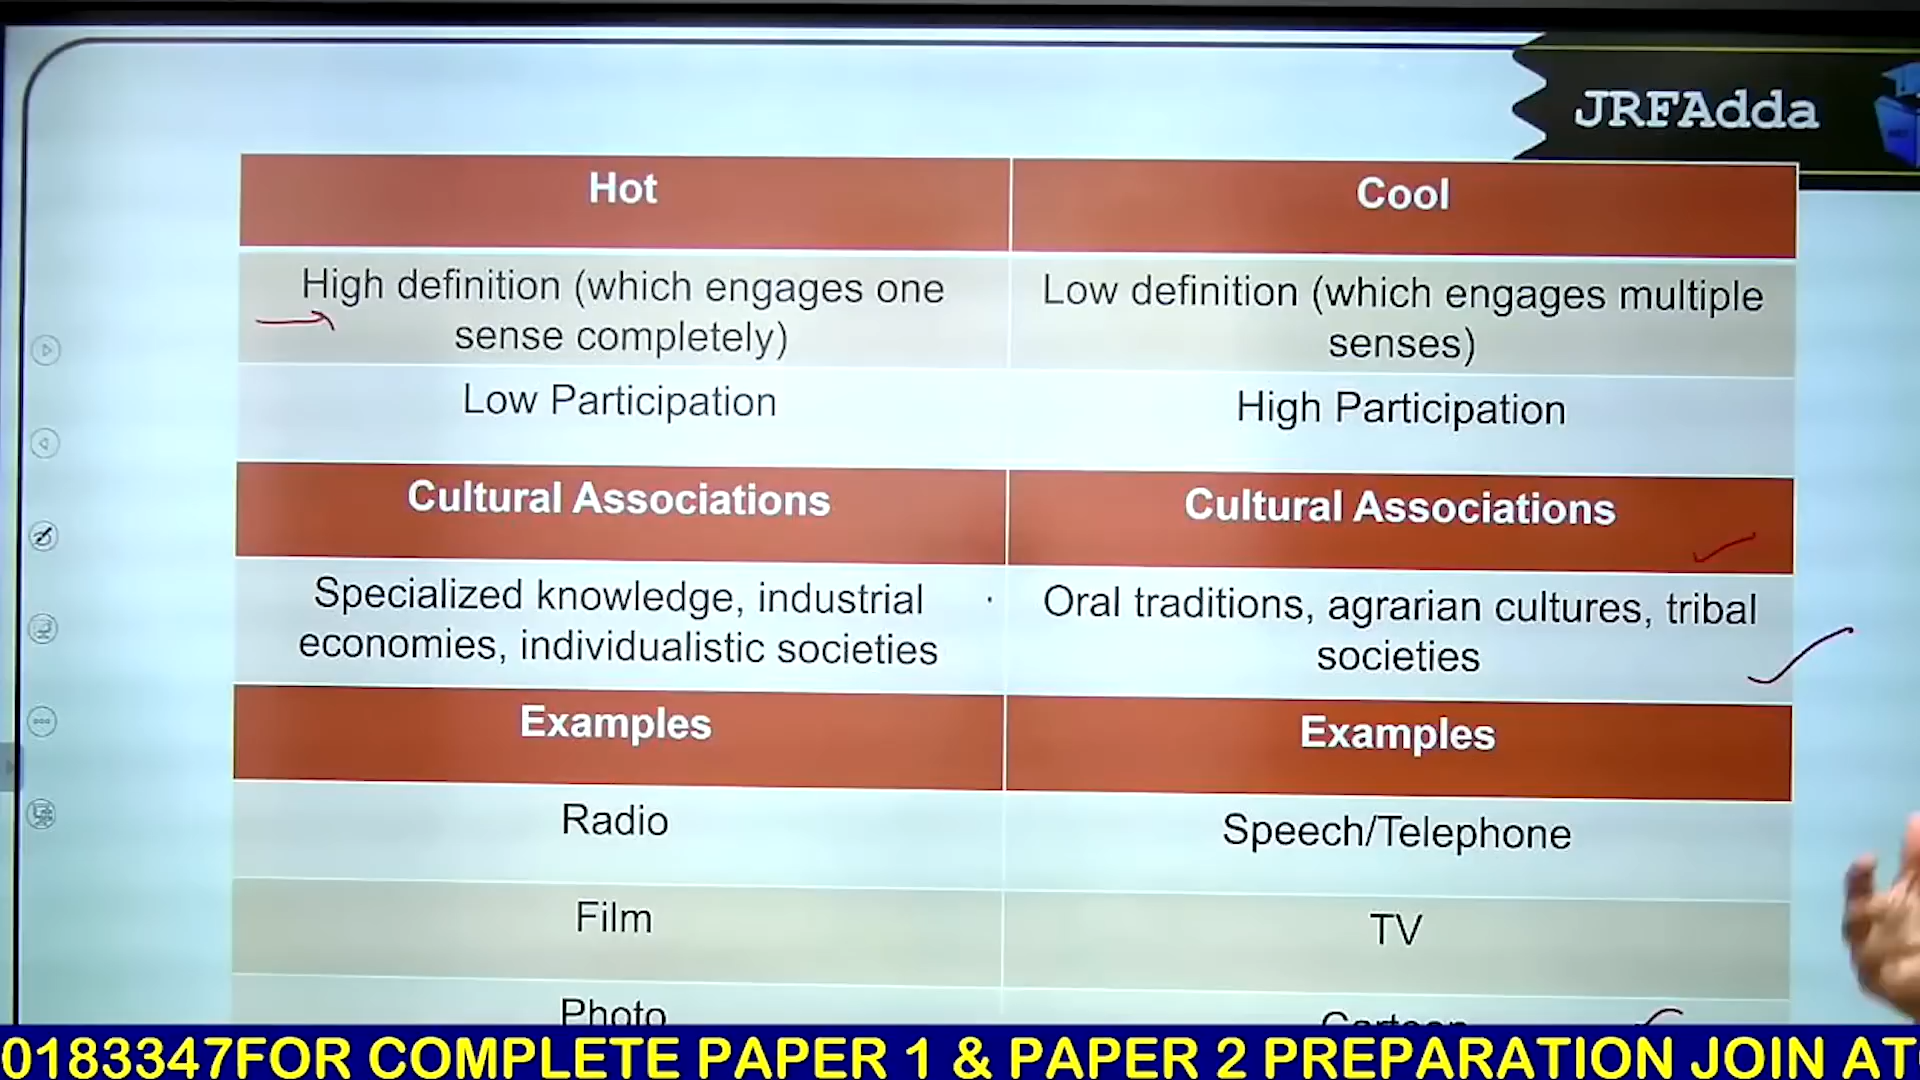 JRFAdda
Hot
Cool
High definition (which engages one
sense completely)
Low definition (which engages multiple
senses)
Low Participation
High Participation
Cultural Associations
Cultural Associations
Specialized knowledge, industrial
economies, individualistic societies
Oral traditions, agrarian cultures, tribal
societies
Examples
Examples
Radio
Speech/Telephone
Film
TV
Photo
Cartoon
0183347FOR COMPLETE PAPER 1 & PAPER 2 PREPARATION JOIN AT